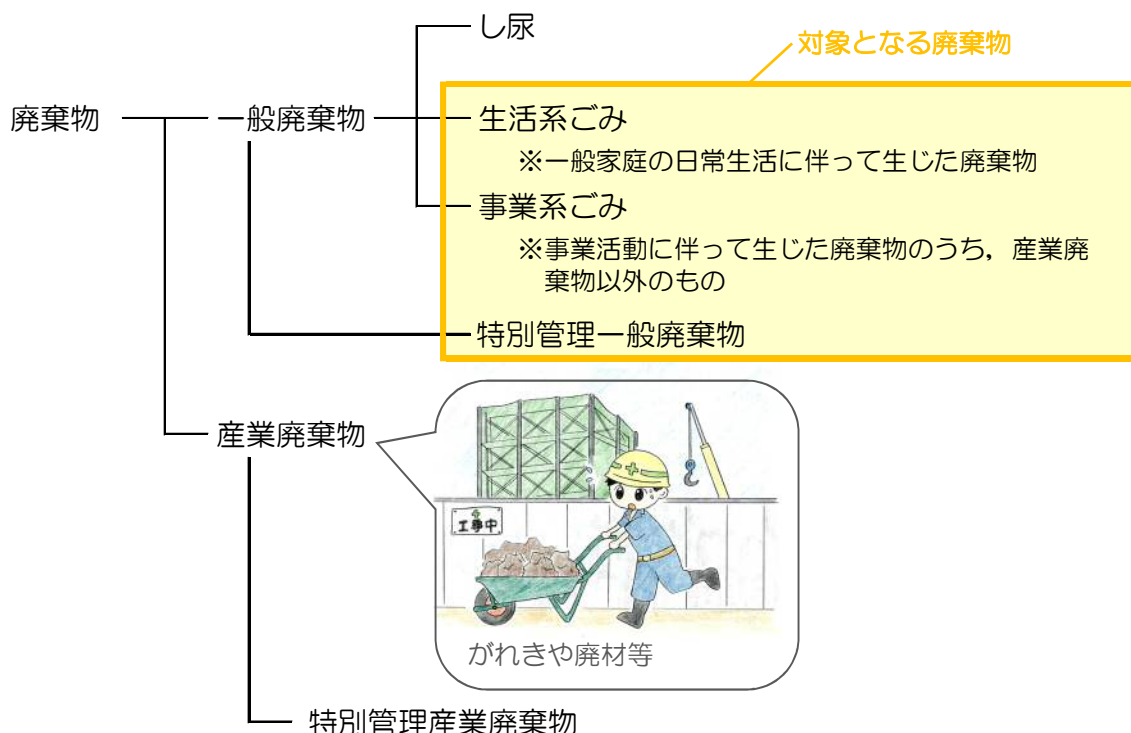 し尿
対象となる廃棄物
廃棄物
一般廃棄物
生活系ごみ
※一般家庭の日常生活に伴って生じた廃棄物
事業系ごみ
※事業活動に伴って生じた廃棄物のうち，産業廃
棄物以外のもの
特別管理一般廃棄物
産業廃棄物
工事中
がれきや廃材等
特別管理産業廃棄物